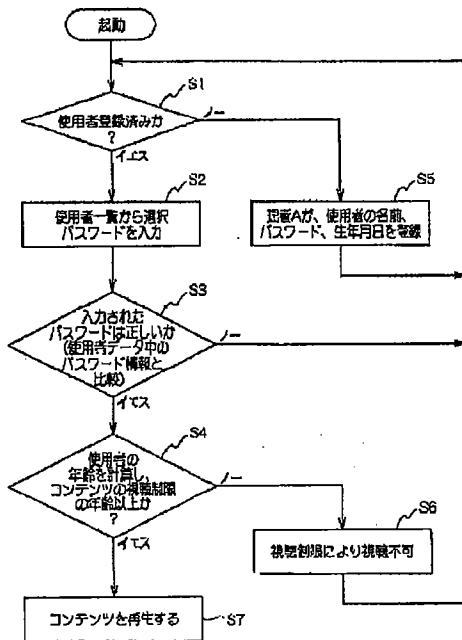 起動
S1
使用者登録済みか
?
ノー
イエス
S2
使用者一覧から選択
パスワードを入力
S5
使用者の名前、
パスワード、生年月日を登録
S3
入力された
パスワードは正しいか
(使用者データ中の
パスワード情報と
比較)
ノー
イエス
S4
使用者の
年齢を計算し、
コンテンツの視聴制限
の年齢以上か
?
ノー
イエス
S6
視聴制限により視聴不可
コンテンツを再生する
S7